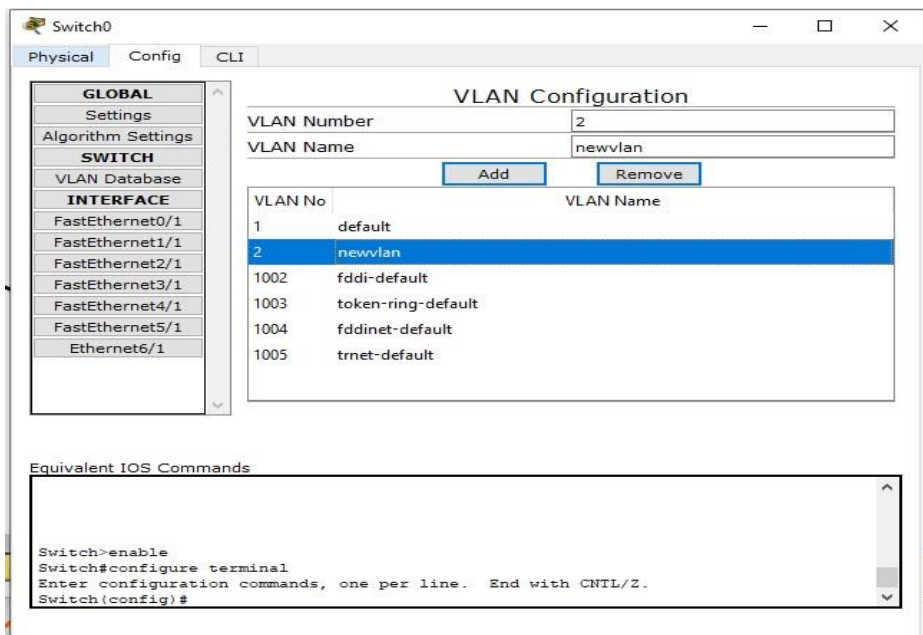 Switch0
Physical Config CLI
GLOBAL
Settings
Algorithm Settings
SWITCH
VLAN Database
INTERFACE
FastEthernet0/1
FastEthernet1/1
FastEthernet2/1
FastEthernet3/1
FastEthernet4/1
FastEthernet5/1
Ethernet6/1
VLAN Configuration
VLAN Number 2
VLAN Name newvlan
Add Remove
VLAN No VLAN Name
1 default
2 newvlan
1002 fddi-default
1003 token-ring-default
1004 fddinet-default
1005 trnet-default
Equivalent IOS Commands
Switch>enable
Switch#configure terminal
Enter configuration commands, one per line. End with CNTL/Z.
Switch(config)#